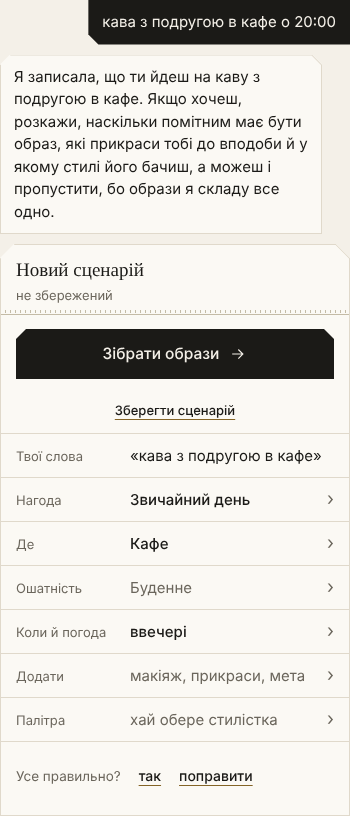 кава з подругою в кафе о 20:00
Я записала, що ти йдеш на каву з
подругою в кафе. Якщо хочеш,
розкажи, наскільки помітним має бути
образ, які прикраси тобі до вподоби й у
якому стилі його бачиш, а можеш і
пропустити, бо образи я складу все
одно.
Новий сценарій
не збережений
Зібрати образи →
Зберегти сценарій
Твої слова «кава з подругою в кафе»
Нагода Звичайний день ›
Де Кафе ›
Ошатність Буденне ›
Коли й погода ввечері ›
Додати макіяж, прикраси, мета ›
Палітра хай обере стилістка ›
Усе правильно? так поправити